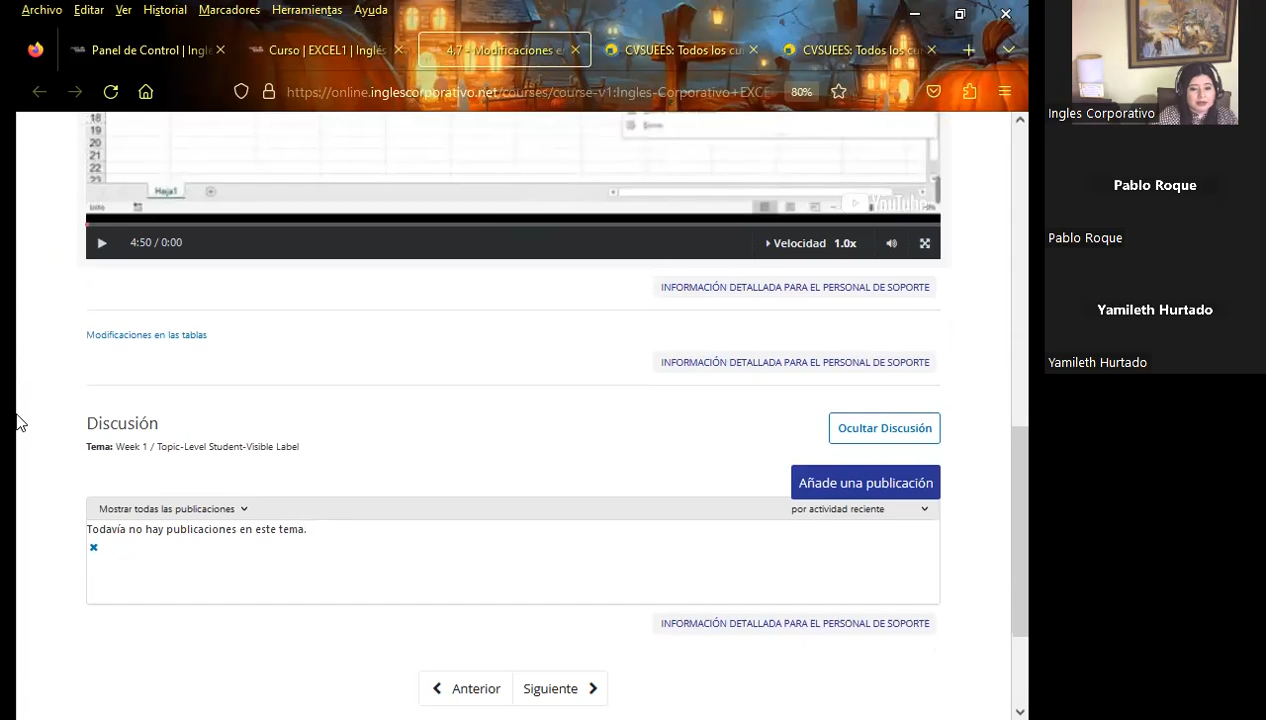 Archivo Editar Ver Historial Marcadores Herramientas Ayuda
Panel de Control | Ingle
Curso | EXCEL1 | Inglés
4.7 - Modificaciones en
CVSUEES: Todos los cu
CVSUEES: Todos los cu
https://online.inglescorporativo.net/courses/course-v1:Ingles-Corporativo+EXCE
80%
18
19
20
21
22
23
Hoja1
YouTube
4:50 / 0:00
Velocidad 1.0x
INFORMACIÓN DETALLADA PARA EL PERSONAL DE SOPORTE
Modificaciones en las tablas
INFORMACIÓN DETALLADA PARA EL PERSONAL DE SOPORTE
Discusión
Ocultar Discusión
Tema: Week 1 / Topic-Level Student-Visible Label
Añade una publicación
Mostrar todas las publicaciones
por actividad reciente
Todavía no hay publicaciones en este tema.
INFORMACIÓN DETALLADA PARA EL PERSONAL DE SOPORTE
Anterior
Siguiente
Ingles Corporativo
Pablo Roque
Pablo Roque
Yamileth Hurtado
Yamileth Hurtado